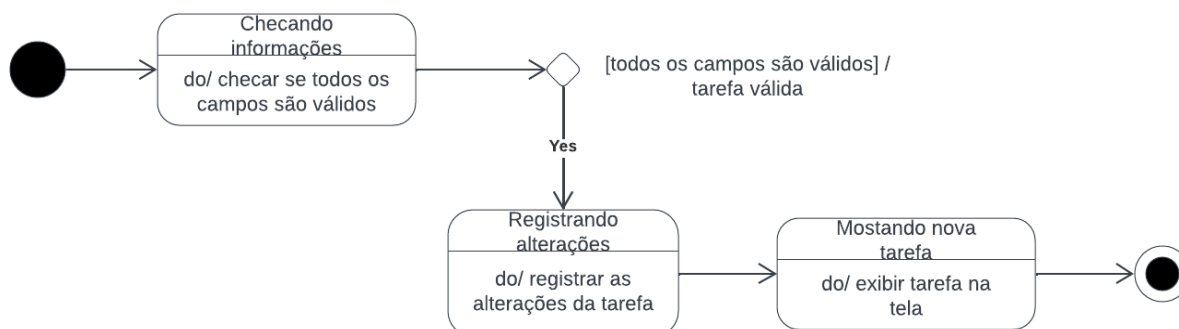 Checando
informações
do/ checar se todos os
campos são válidos
[todos os campos são válidos] /
tarefa válida
Yes
Registrando
alterações
do/ registrar as
alterações da tarefa
Mostando nova
tarefa
do/ exibir tarefa na
tela